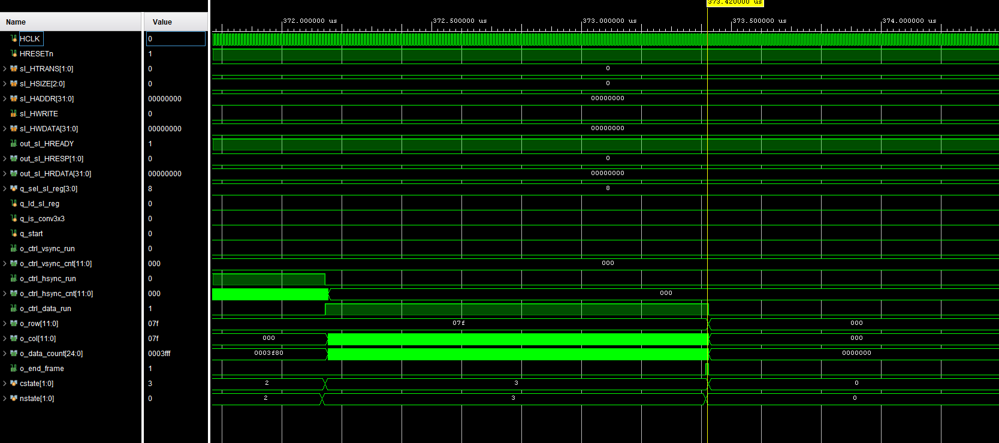 373.420000 us
Name Value 372.000000 us 372.500000 us 373.000000 us 373.500000 us 374.000000 us
HCLK 0
HRESETn 1
sl_HTRANS[1:0] 0 0
sl_HSIZE[2:0] 0 0
sl_HADDR[31:0] 00000000 00000000
sl_HWRITE 0
sl_HWDATA[31:0] 00000000 00000000
out_sl_HREADY 1
out_sl_HRESP[1:0] 0 0
out_sl_HRDATA[31:0] 00000000 00000000
q_sel_sl_reg[3:0] 8 8
q_ld_sl_reg 0
q_is_conv3x3 0
q_start 0
o_ctrl_vsync_run 0
o_ctrl_vsync_cnt[11:0] 000 000
o_ctrl_hsync_run 0
o_ctrl_hsync_cnt[11:0] 000 000
o_ctrl_data_run 1
o_row[11:0] 07f 07f 000
o_col[11:0] 07f 000 000
o_data_count[24:0] 0003fff 0003f80 0000000
o_end_frame 1
cstate[1:0] 3 2 3 0
nstate[1:0] 0 2 3 0